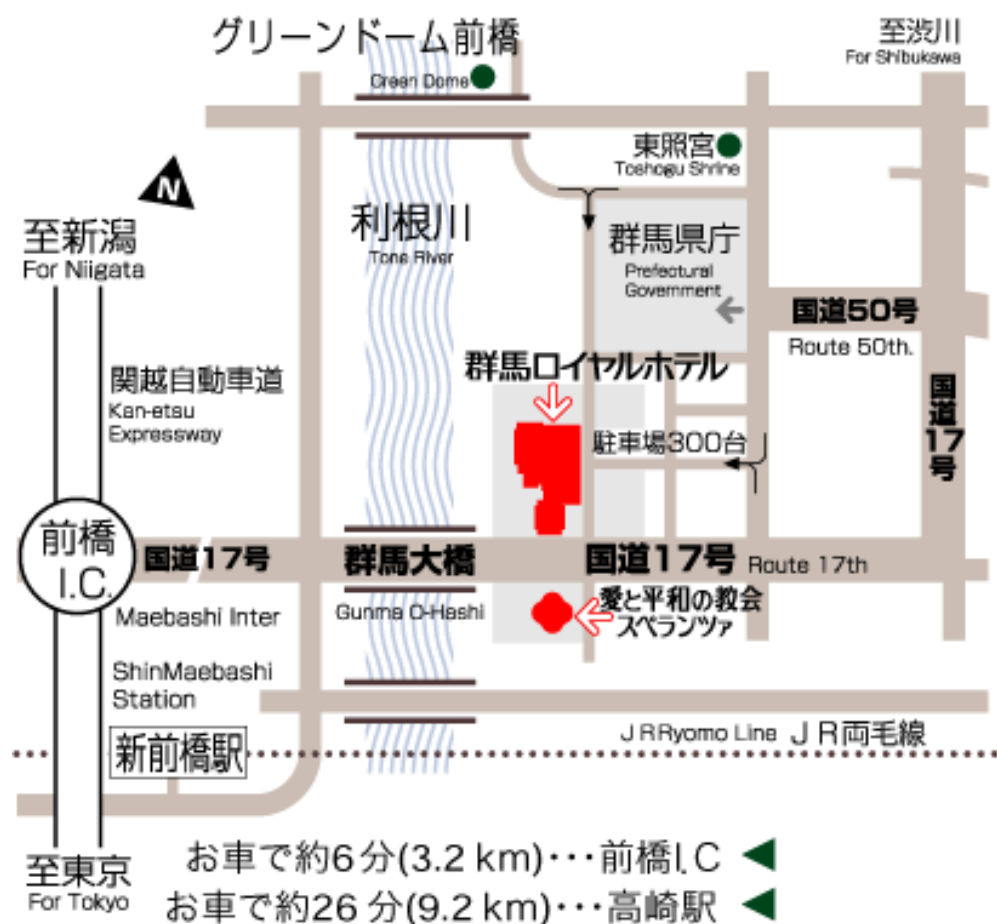 グリーンドーム前橋
Green Dome
至渋川
For Shibukawa
東照宮
Toshogu Shrine
N
至新潟
For Niigata
利根川
Tone River
群馬県庁
Prefectural
Government
国道50号
Route 50th.
群馬ロイヤルホテル
関越自動車道
Kan-etsu
Expressway
国道17号
駐車場300台
前橋
I.C.
国道17号
群馬大橋
国道17号
Route 17th
Maebashi Inter
Gunma O-Hashi
愛と平和の教会
スペランツァ
ShinMaebashi
Station
新前橋駅
J R Ryomo Line
J R両毛線
至東京
For Tokyo
お車で約6分(3.2 km)･･･前橋I.C
お車で約26分(9.2 km)･･･高崎駅